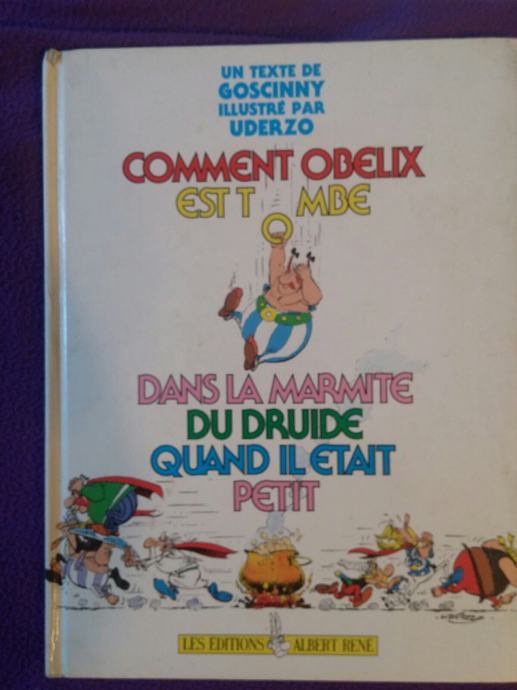 UN TEXTE DE
GOSCINNY
ILLUSTRÉ PAR
UDERZO
COMMENT OBELIX
EST TOMBE
DANS LA MARMITE
DU DRUIDE
QUAND IL ETAIT
PETIT
LES EDITIONS ALBERT RENÉ